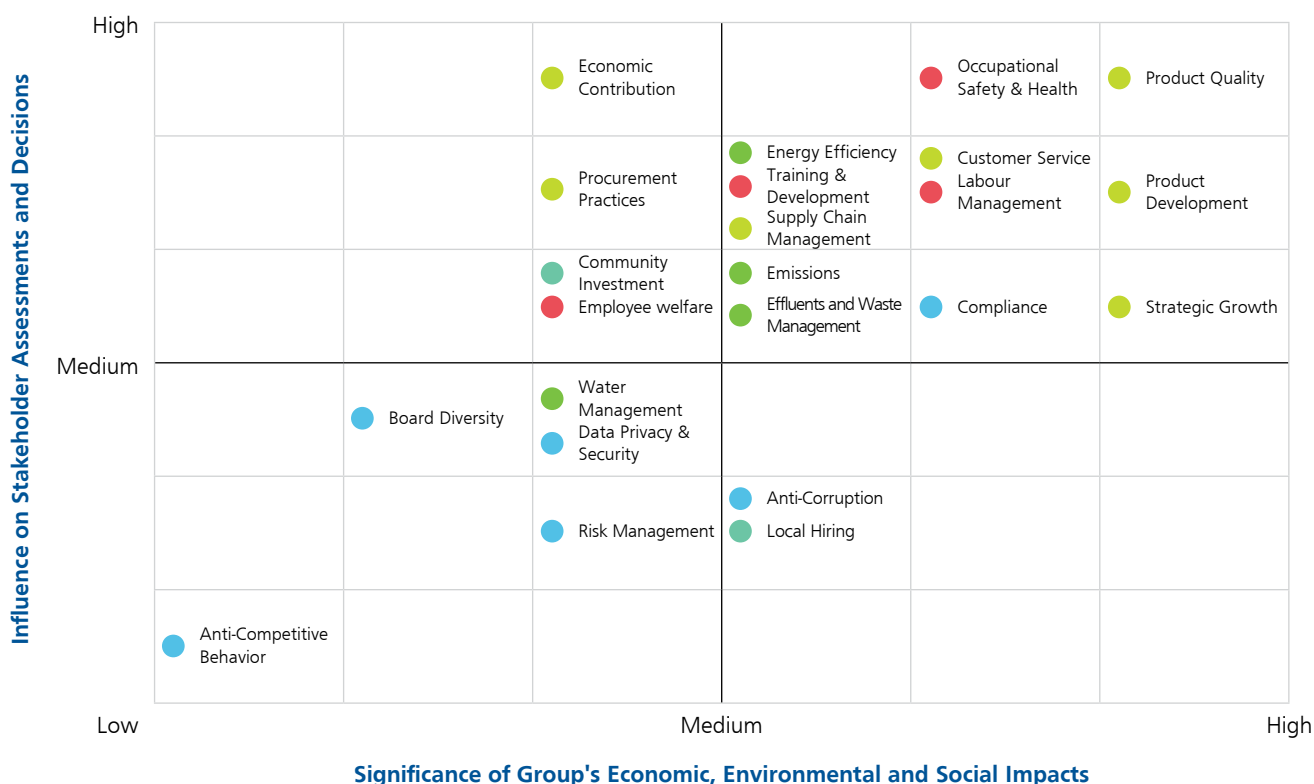 Influence on Stakeholder Assessments and Decisions
High
Economic
Contribution
Occupational
Safety & Health
Product Quality
Procurement
Practices
Energy Efficiency
Training &
Development
Supply Chain
Management
Customer Service
Labour
Management
Product
Development
Community
Investment
Employee welfare
Emissions
Effluents and Waste
Management
Compliance
Strategic Growth
Medium
Board Diversity
Water
Management
Data Privacy &
Security
Risk Management
Anti-Corruption
Local Hiring
Anti-Competitive
Behavior
Low
Medium
High
Significance of Group's Economic, Environmental and Social Impacts